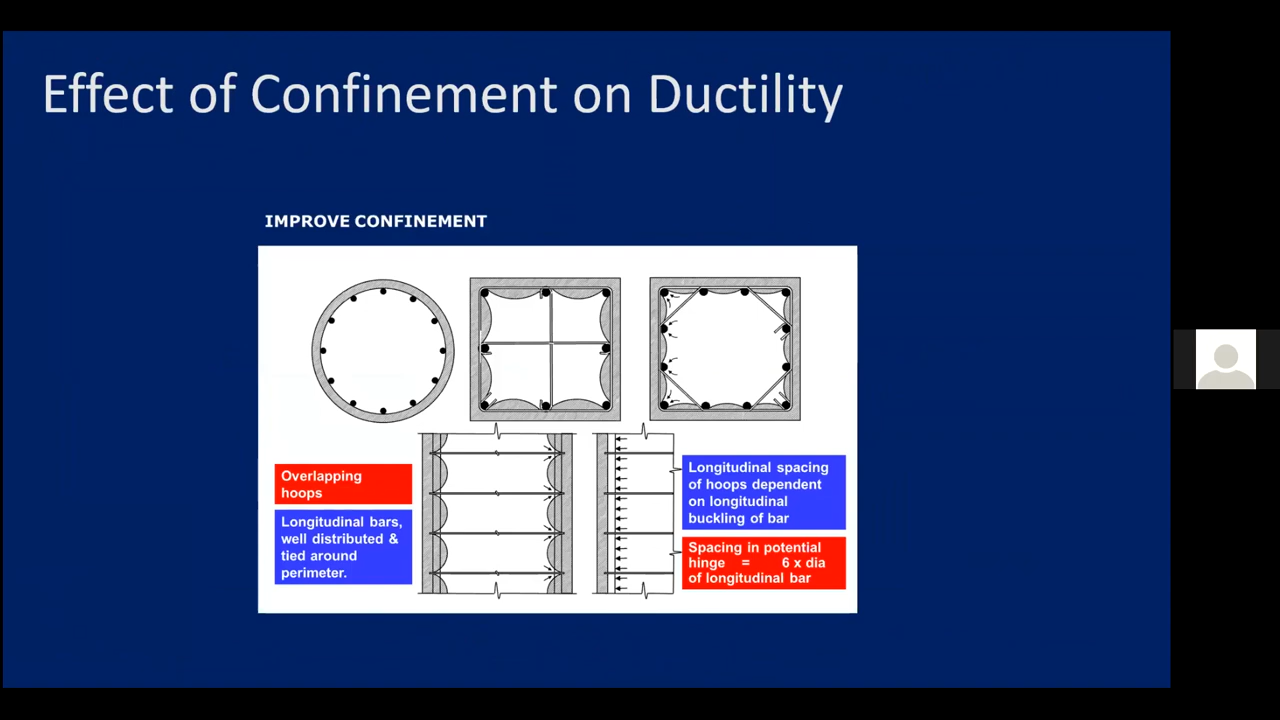 Effect of Confinement on Ductility
IMPROVE CONFINEMENT
Overlapping
hoops
Longitudinal bars,
well distributed &
tied around
perimeter.
Longitudinal spacing
of hoops dependent
on longitudinal
buckling of bar
Spacing in potential
hinge = 6 x dia
of longitudinal bar